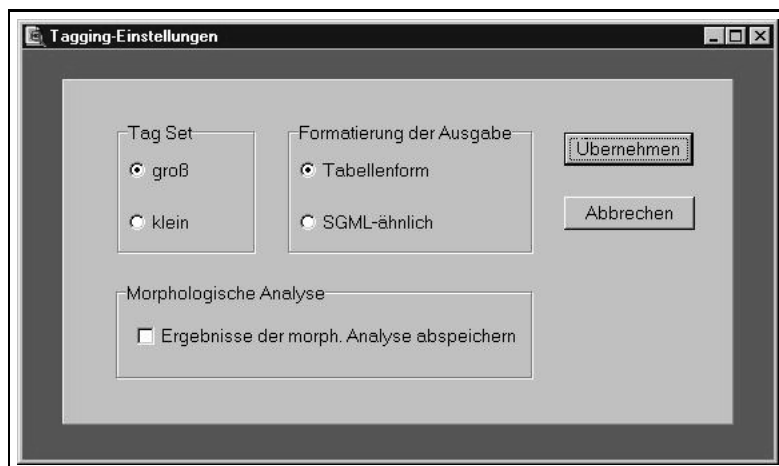 Tagging-Einstellungen
Tag Set
groß
klein
Formatierung der Ausgabe
Tabellenform
SGML-ähnlich
Übernehmen
Abbrechen
Morphologische Analyse
Ergebnisse der morph. Analyse abspeichern